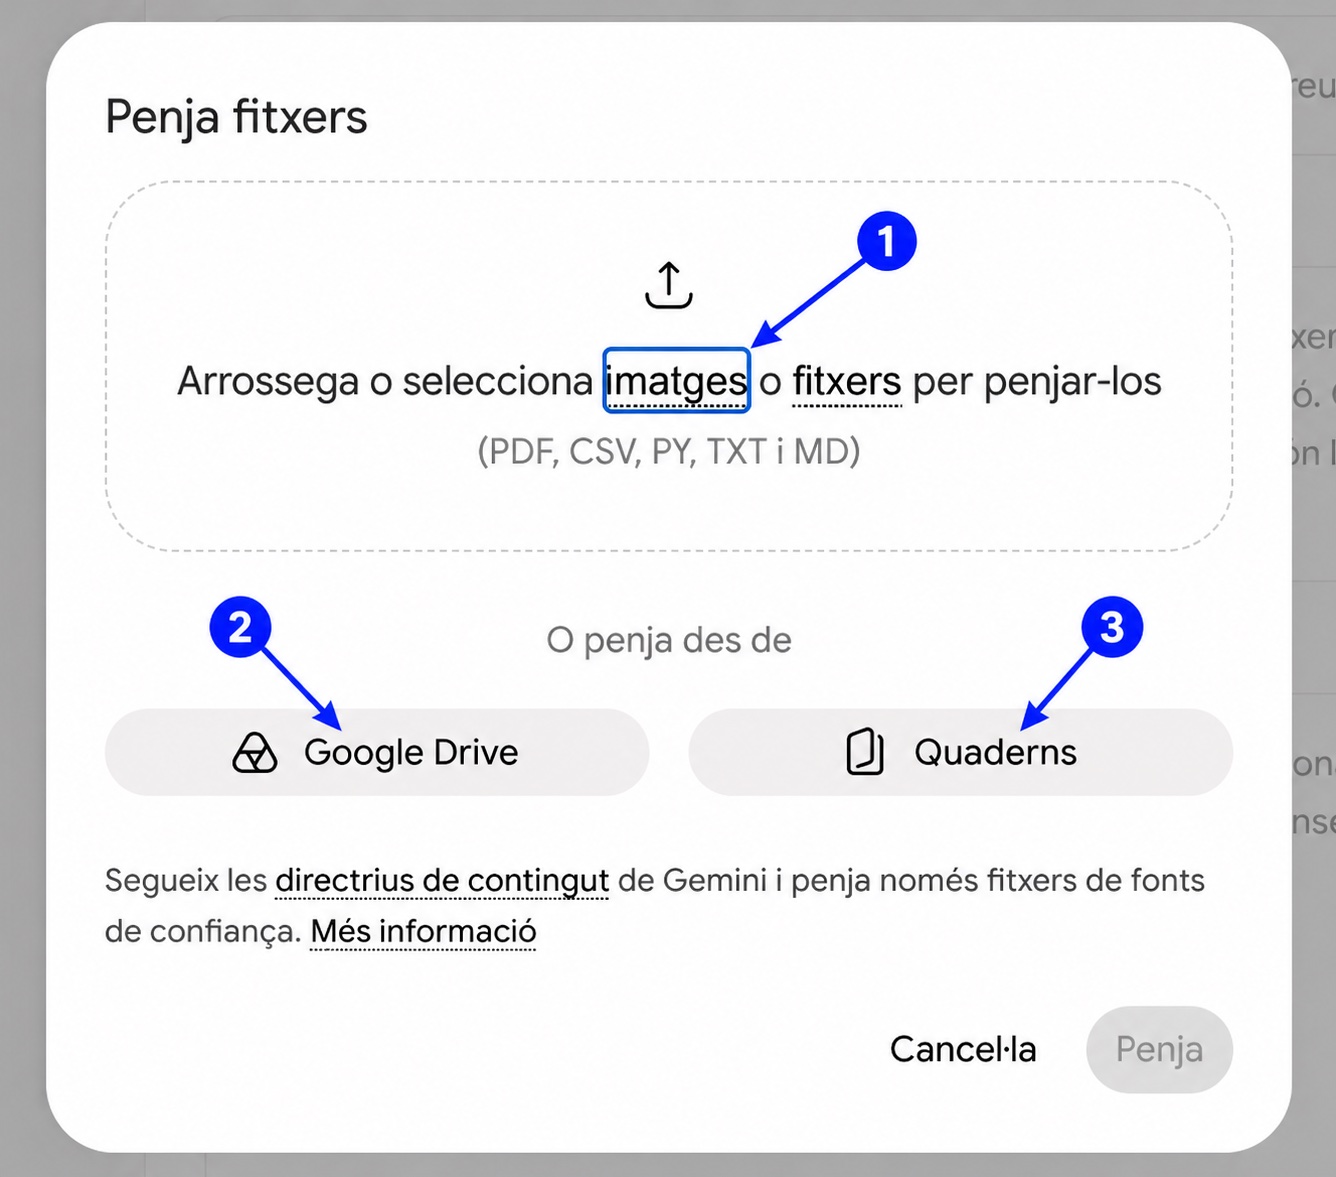 Penja fitxers
1
Arrossega o selecciona imatges o fitxers per penjar-los
(PDF, CSV, PY, TXT i MD)
2
O penja des de
3
Google Drive
Quaderns
Segueix les directrius de contingut de Gemini i penja només fitxers de fonts
de confiança. Més informació
Cancel·la
Penja